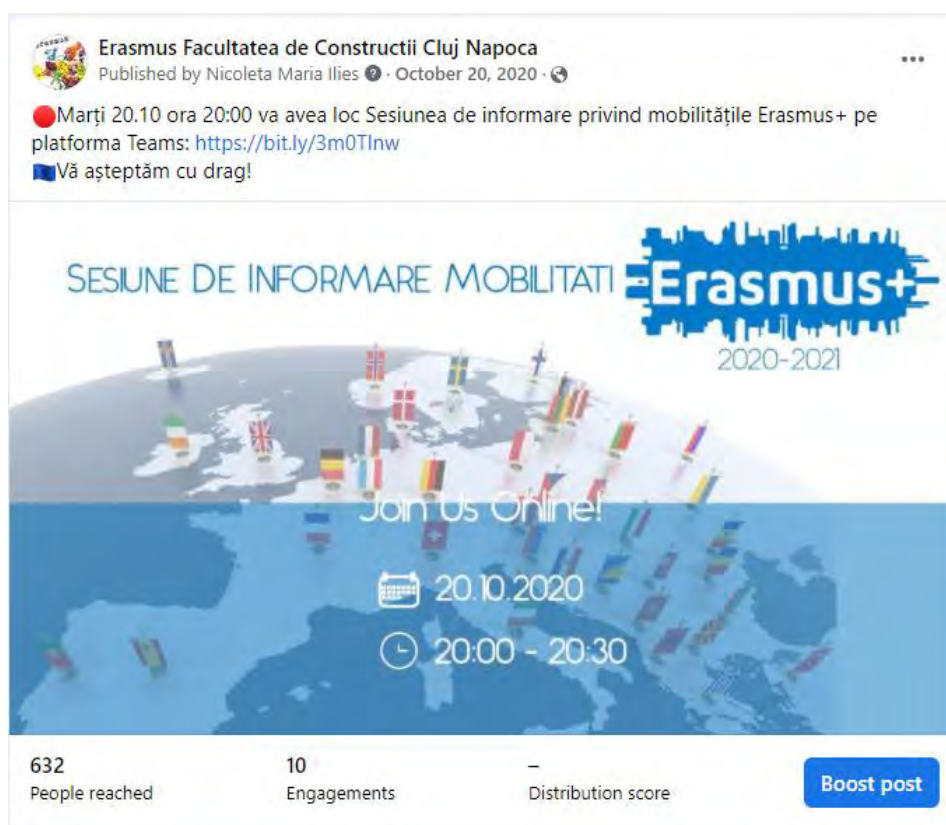 Erasmus Facultatea de Constructii Cluj Napoca
Published by Nicoleta Maria Ilies · October 20, 2020 ·
Marți 20.10 ora 20:00 va avea loc Sesiunea de informare privind mobilitățile Erasmus+ pe
platforma Teams: https://bit.ly/3m0TInw
Vă așteptăm cu drag!
SESIUNE DE INFORMARE MOBILITATI Erasmus+
2020-2021
Join Us Online!
20.10.2020
20:00 - 20:30
632
People reached
10
Engagements
–
Distribution score
Boost post